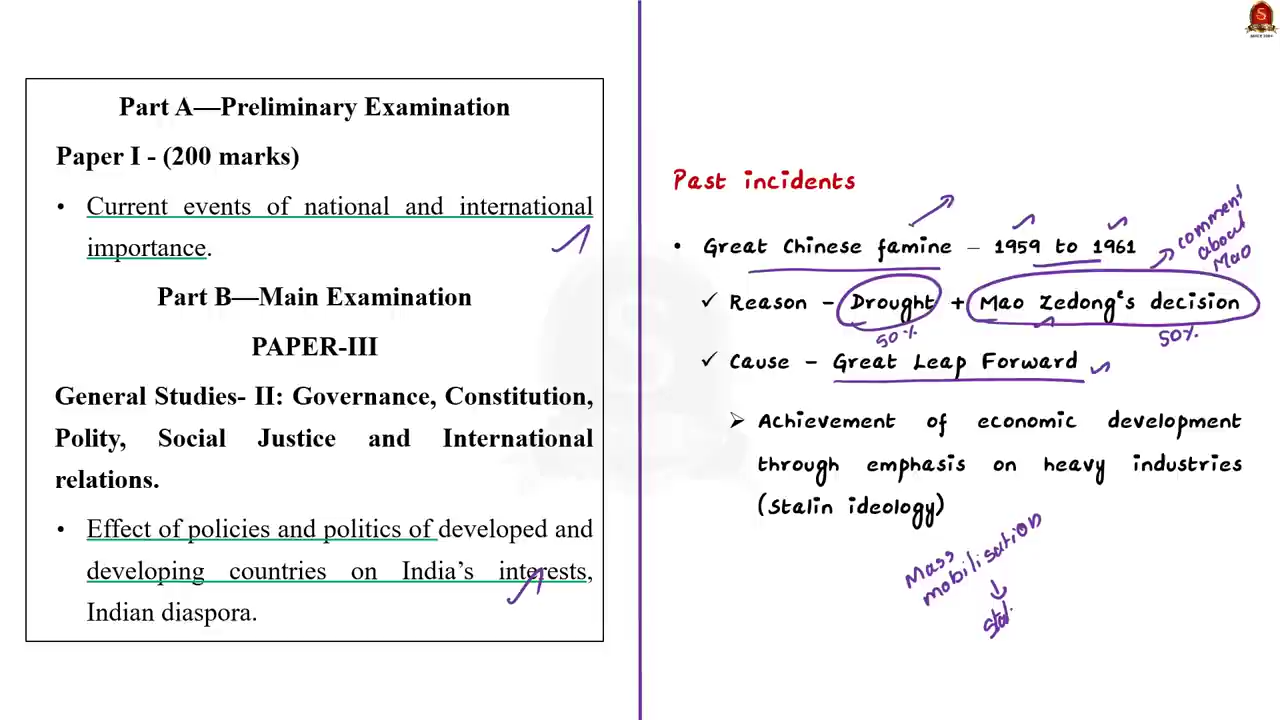 Part A—Preliminary Examination
Paper I - (200 marks)
• Current events of national and international
importance.
Part B—Main Examination
PAPER-III
General Studies- II: Governance, Constitution,
Polity, Social Justice and International
relations.
• Effect of policies and politics of developed and
developing countries on India's interests,
Indian diaspora.
Past incidents
• Great Chinese famine – 1959 to 1961
✓ Reason - Drought + Mao Zedong's decision
50% 50%
comment
about
Mao
✓ Cause - Great Leap Forward
➢ Achievement of economic development
through emphasis on heavy industries
(Stalin ideology)
Mass
mobilisation
↓